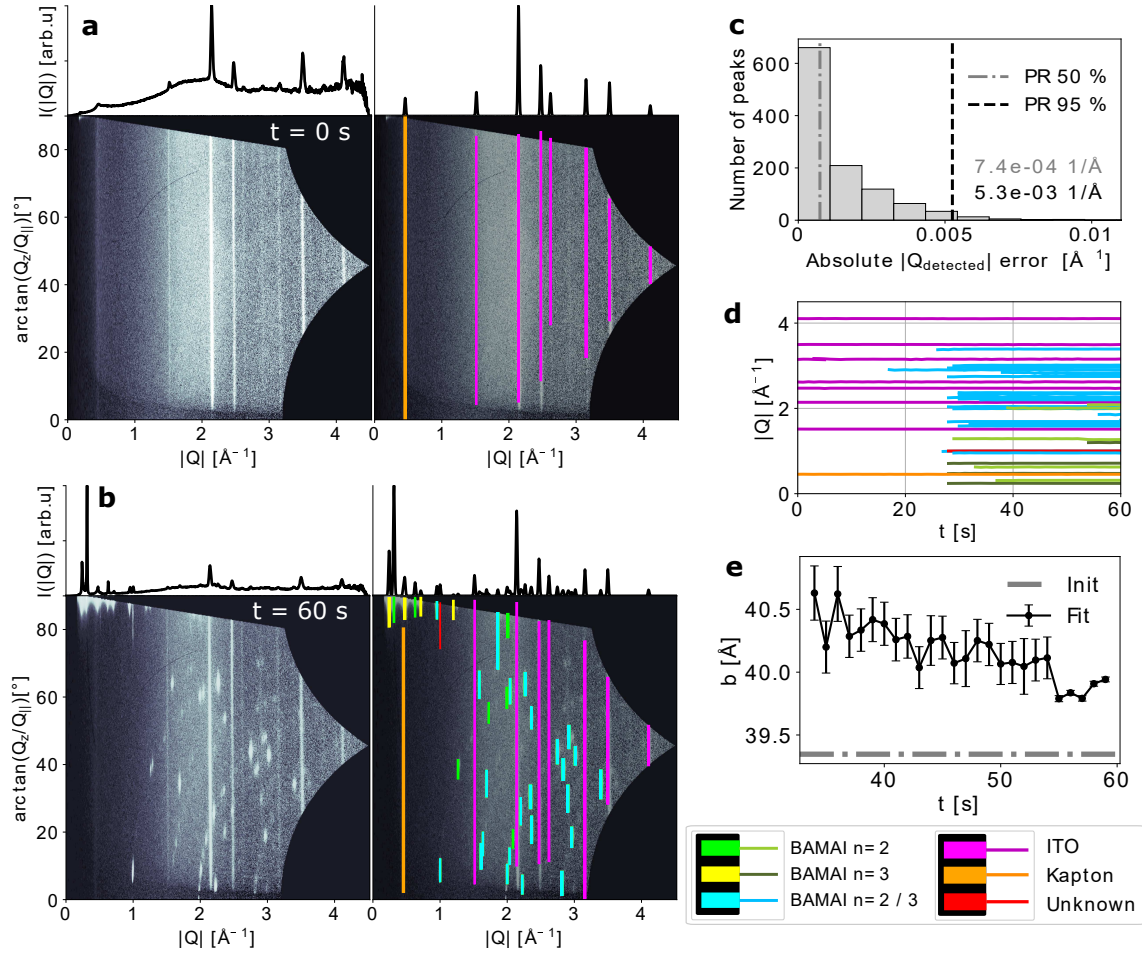 a
I(|Q|) [arb.u]
t = 0 s
arctan(Q_z/Q_||)[°]
80
60
40
20
0
0 1 2 3 4
|Q| [Å⁻¹]
0 1 2 3 4
|Q| [Å⁻¹]
b
I(|Q|) [arb.u]
t = 60 s
arctan(Q_z/Q_||)[°]
80
60
40
20
0
0 1 2 3 4
|Q| [Å⁻¹]
0 1 2 3 4
|Q| [Å⁻¹]
c
Number of peaks
600
400
200
0
PR 50 %
PR 95 %
7.4e-04 1/Å
5.3e-03 1/Å
0 0.005 0.01
Absolute |Q_detected| error [Å⁻¹]
d
|Q| [Å⁻¹]
4
2
0
0 20 40 60
t [s]
e
b [Å]
40.5
40.0
39.5
Init
Fit
40 50 60
t [s]
BAMAI n= 2
BAMAI n= 3
BAMAI n= 2 / 3
ITO
Kapton
Unknown